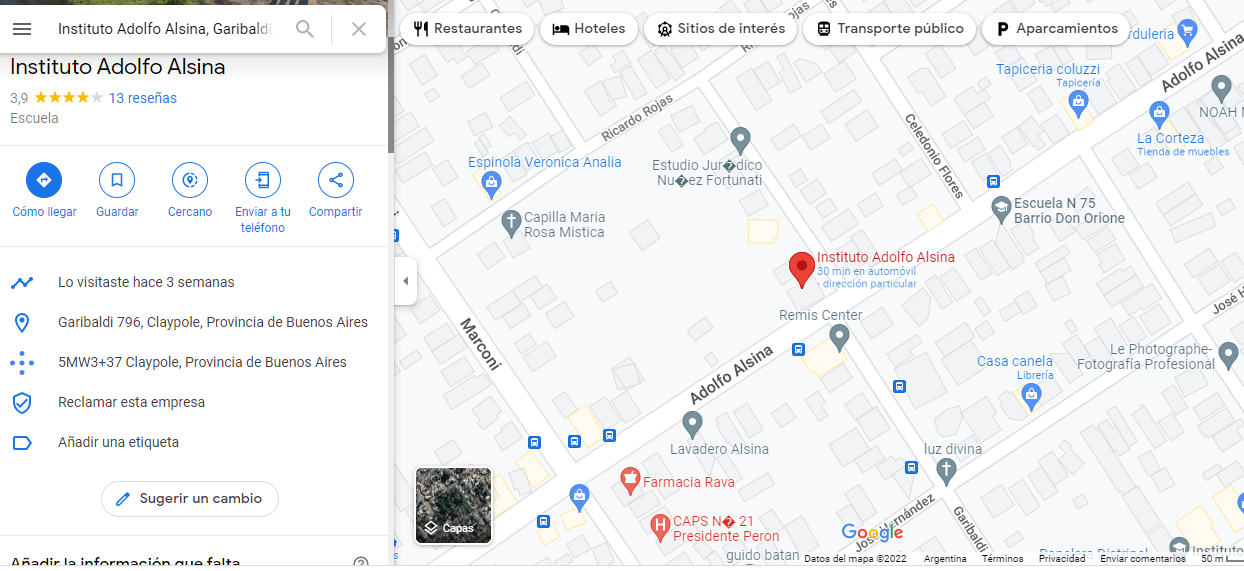 Instituto Adolfo Alsina, Garibaldi
Instituto Adolfo Alsina
3,9 13 reseñas
Escuela
Cómo llegar
Guardar
Cercano
Enviar a tu
teléfono
Compartir
Lo visitaste hace 3 semanas
Garibaldi 796, Claypole, Provincia de Buenos Aires
5MW3+37 Claypole, Provincia de Buenos Aires
Reclamar esta empresa
Añadir una etiqueta
Sugerir un cambio
Añadir la información que falta
Restaurantes
Hoteles
Sitios de interés
Transporte público
Aparcamientos
rduleria
Adolfo Alsina
Tapiceria coluzzi
Tapicería
NOAH
La Corteza
Tienda de muebles
Ricardo Rojas
Celedonio Flores
Espinola Veronica Analia
Estudio Jur�dico
Nu�ez Fortunati
Capilla Maria
Rosa Mistica
Escuela N 75
Barrio Don Orione
Instituto Adolfo Alsina
30 min en automóvil
- dirección particular
Remis Center
José H
Marconi
Adolfo Alsina
Le Photographe-
Fotografía Profesional
Casa canela
Librería
Lavadero Alsina
luz divina
Farmacia Rava
CAPS N� 21
Presidente Peron
guido batan
José Hernández
Garibaldi
Instituto
Capas
Google
Datos del mapa ©2022
Argentina
Términos
Privacidad
Enviar comentarios
50 m